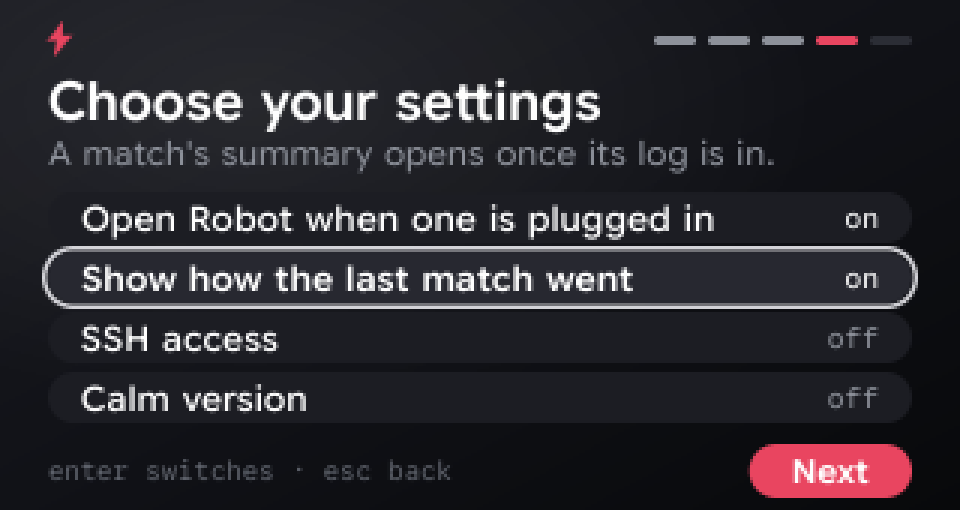 Choose your settings
A match's summary opens once its log is in.
Open Robot when one is plugged in on
Show how the last match went on
SSH access off
Calm version off
enter switches · esc back Next